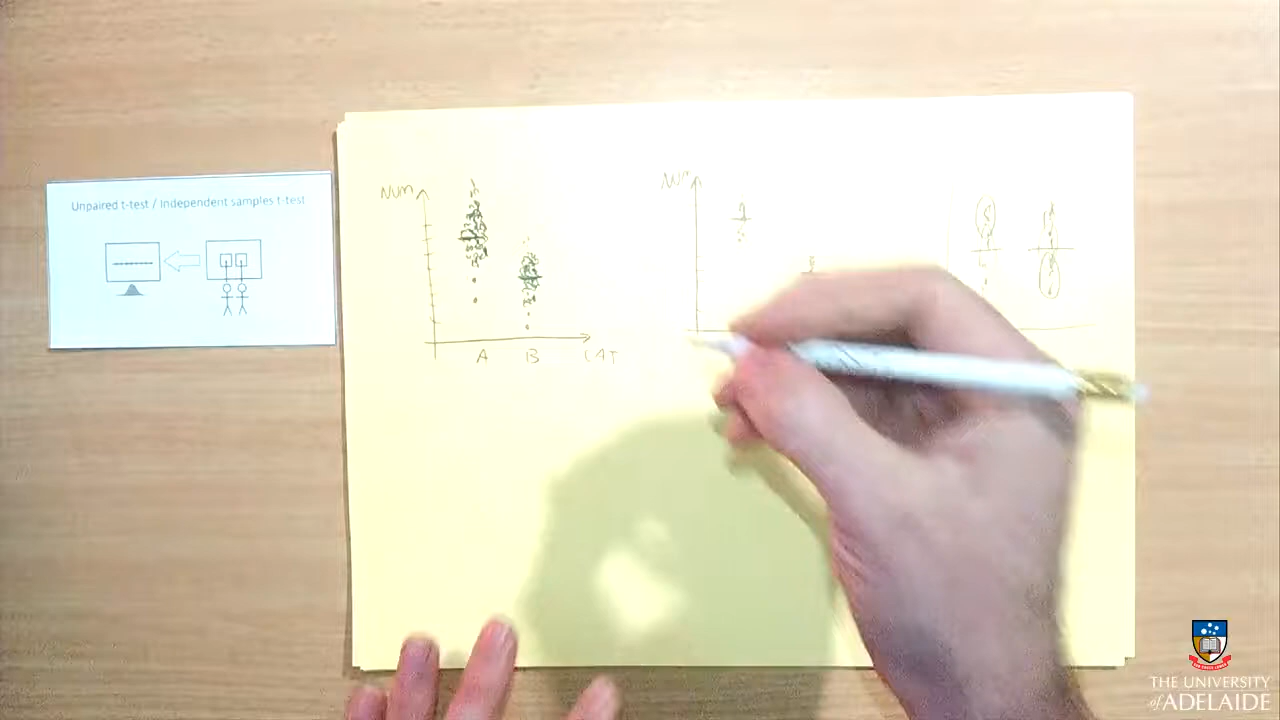 Unpaired t-test / Independent samples t-test
Num
A B CAT
THE UNIVERSITY
of ADELAIDE